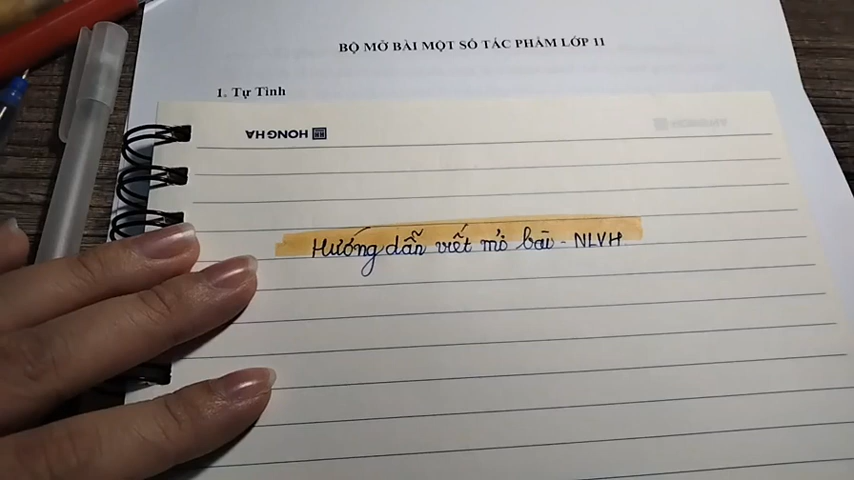 BỘ MỞ BÀI MỘT SỐ TÁC PHẨM LỚP 11
1. Tự Tình
HONG HA
Hướng dẫn viết mở bài - NLVH